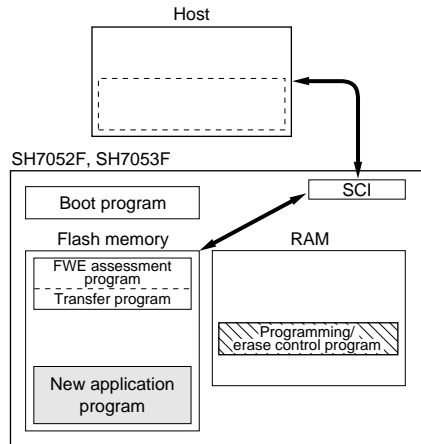 Host
SH7052F, SH7053F
SCI
Boot program
Flash memory
RAM
FWE assessment
program
Transfer program
Programming/
erase control program
New application
program